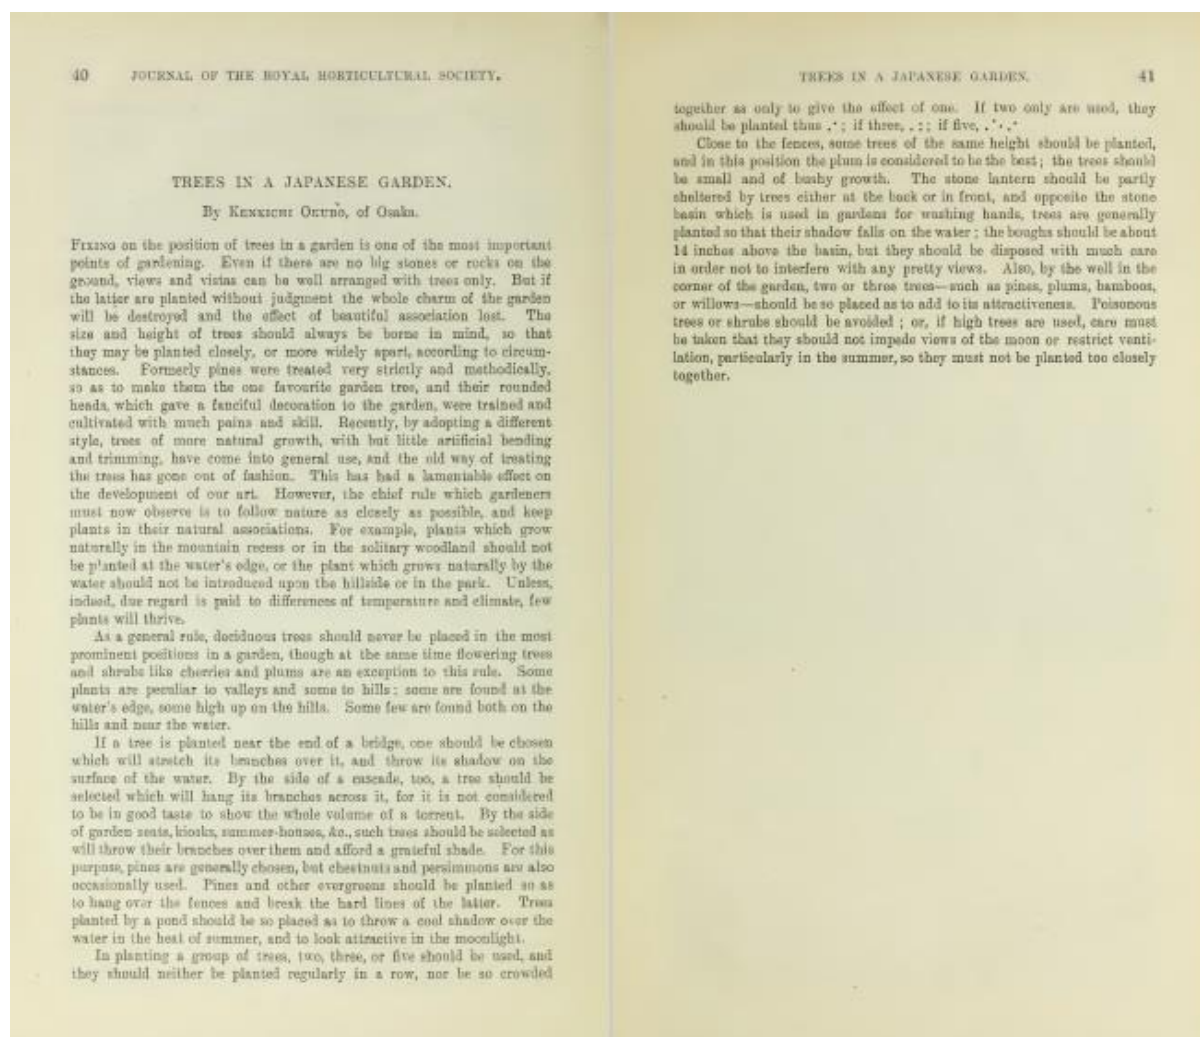 40 JOURNAL OF THE ROYAL HORTICULTURAL SOCIETY.
TREES IN A JAPANESE GARDEN.
By KENKICHI OKUBO, of Osaka.
FIXING on the position of trees in a garden is one of the most important
points of gardening. Even if there are no big stones or rocks on the
ground, views and vistas can be well arranged with trees only. But if
the latter are planted without judgment the whole charm of the garden
will be destroyed and the effect of beautiful association lost. The
size and height of trees should always be borne in mind, so that
they may be planted closely, or more widely apart, according to circum-
stances. Formerly pines were treated very strictly and methodically,
so as to make them the one favourite garden tree, and their rounded
heads, which gave a fanciful decoration to the garden, were trained and
cultivated with much pains and skill. Recently, by adopting a different
style, trees of more natural growth, with but little artificial bending
and trimming, have come into general use, and the old way of treating
the trees has gone out of fashion. This has had a lamentable effect on
the development of our art. However, the chief rule which gardeners
must now observe is to follow nature as closely as possible, and keep
plants in their natural associations. For example, plants which grow
naturally in the mountain recess or in the solitary woodland should not
be planted at the water's edge, or the plant which grows naturally by the
water should not be introduced upon the hillside or in the park. Unless,
indeed, due regard is paid to differences of temperature and climate, few
plants will thrive.
As a general rule, deciduous trees should never be placed in the most
prominent positions in a garden, though at the same time flowering trees
and shrubs like cherries and plums are an exception to this rule. Some
plants are peculiar to valleys and some to hills; some are found at the
water's edge, some high up on the hills. Some few are found both on the
hills and near the water.
If a tree is planted near the end of a bridge, one should be chosen
which will stretch its branches over it, and throw its shadow on the
surface of the water. By the side of a cascade, too, a tree should be
selected which will hang its branches across it, for it is not considered
to be in good taste to show the whole volume of a torrent. By the side
of garden seats, kiosks, summer-houses, &c., such trees should be selected as
will throw their branches over them and afford a grateful shade. For this
purpose, pines are generally chosen, but chestnuts and persimmons are also
occasionally used. Pines and other evergreens should be planted so as
to hang over the fences and break the hard lines of the latter. Trees
planted by a pond should be so placed as to throw a cool shadow over the
water in the heat of summer, and to look attractive in the moonlight.
In planting a group of trees, two, three, or five should be used, and
they should neither be planted regularly in a row, nor be so crowded
TREES IN A JAPANESE GARDEN. 41
together as only to give the effect of one. If two only are used, they
should be planted thus .·; if three, .:; if five, .·.·
Close to the fences, some trees of the same height should be planted,
and in this position the plum is considered to be the best; the trees should
be small and of bushy growth. The stone lantern should be partly
sheltered by trees either at the back or in front, and opposite the stone
basin which is used in gardens for washing hands, trees are generally
planted so that their shadow falls on the water; the boughs should be about
14 inches above the basin, but they should be disposed with much care
in order not to interfere with any pretty views. Also, by the well in the
corner of the garden, two or three trees—such as pines, plums, bamboos,
or willows—should be so placed as to add to its attractiveness. Poisonous
trees or shrubs should be avoided; or, if high trees are used, care must
be taken that they should not impede views of the moon or restrict venti-
lation, particularly in the summer, so they must not be planted too closely
together.